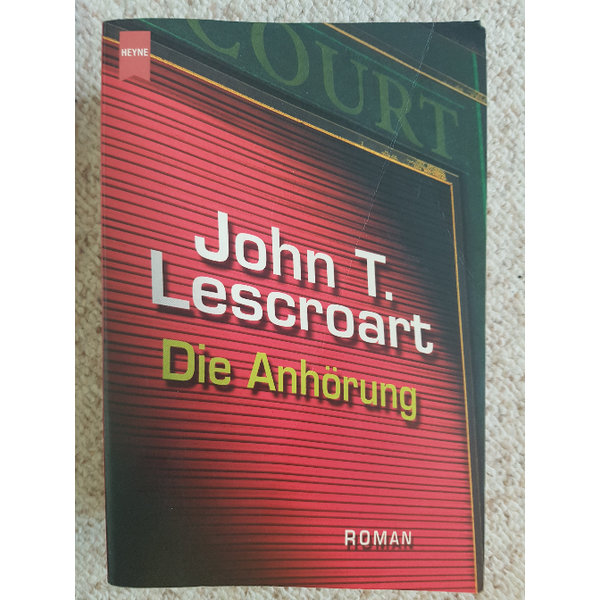 HEYNE
COURT
John T.
Lescroart
Die Anhörung
ROMAN